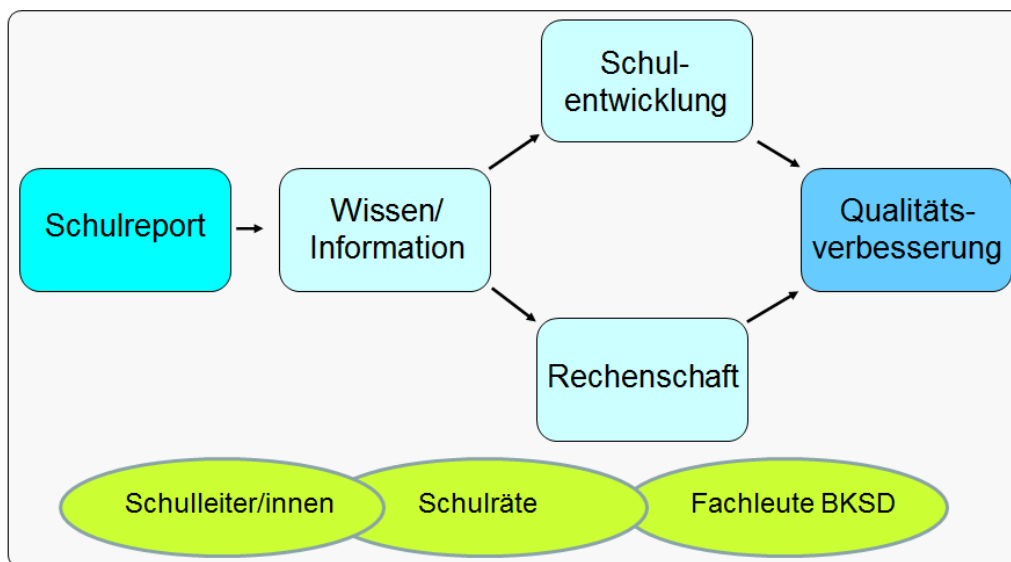 Schul-
entwicklung
Schulreport
Wissen/
Information
Qualitäts-
verbesserung
Rechenschaft
Schulleiter/innen
Schulräte
Fachleute BKSD